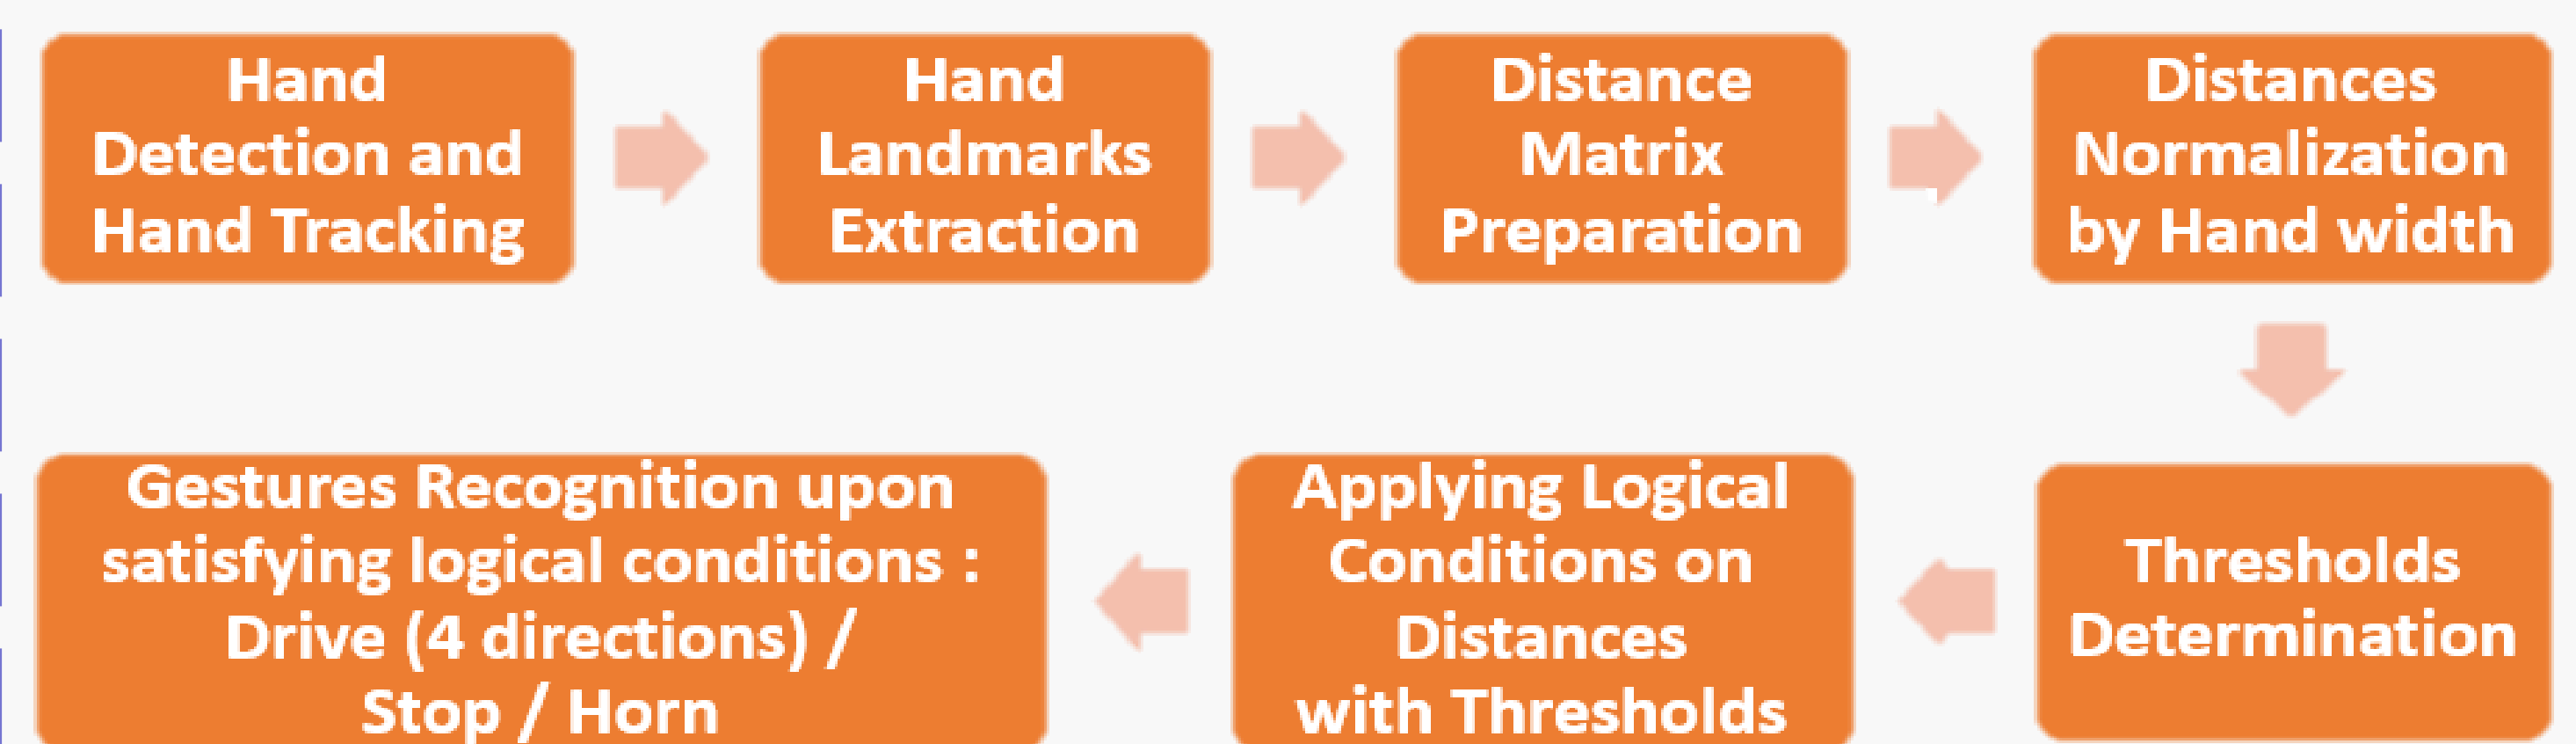 Hand
Detection and
Hand Tracking
Hand
Landmarks
Extraction
Distance
Matrix
Preparation
Distances
Normalization
by Hand width
Thresholds
Determination
Applying Logical
Conditions on
Distances
with Thresholds
Gestures Recognition upon
satisfying logical conditions :
Drive (4 directions) /
Stop / Horn